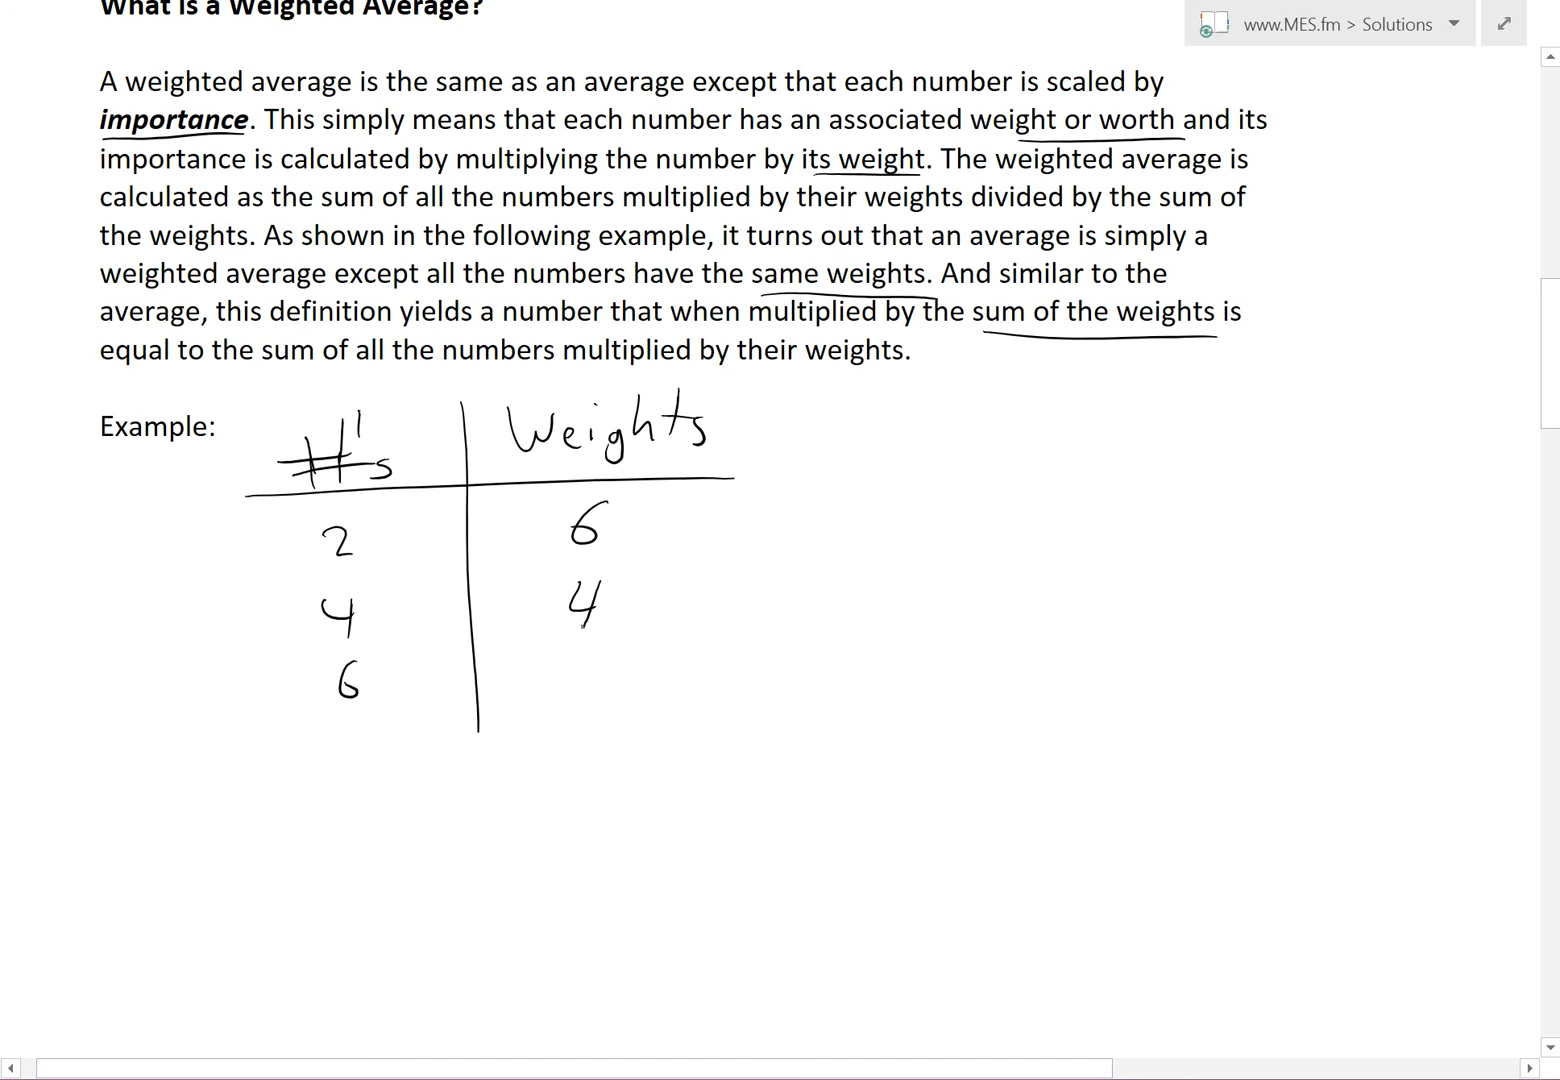 What is a Weighted Average?
www.MES.fm > Solutions
A weighted average is the same as an average except that each number is scaled by
importance. This simply means that each number has an associated weight or worth and its
importance is calculated by multiplying the number by its weight. The weighted average is
calculated as the sum of all the numbers multiplied by their weights divided by the sum of
the weights. As shown in the following example, it turns out that an average is simply a
weighted average except all the numbers have the same weights. And similar to the
average, this definition yields a number that when multiplied by the sum of the weights is
equal to the sum of all the numbers multiplied by their weights.
Example:
#'s Weights
2 6
4 4
6